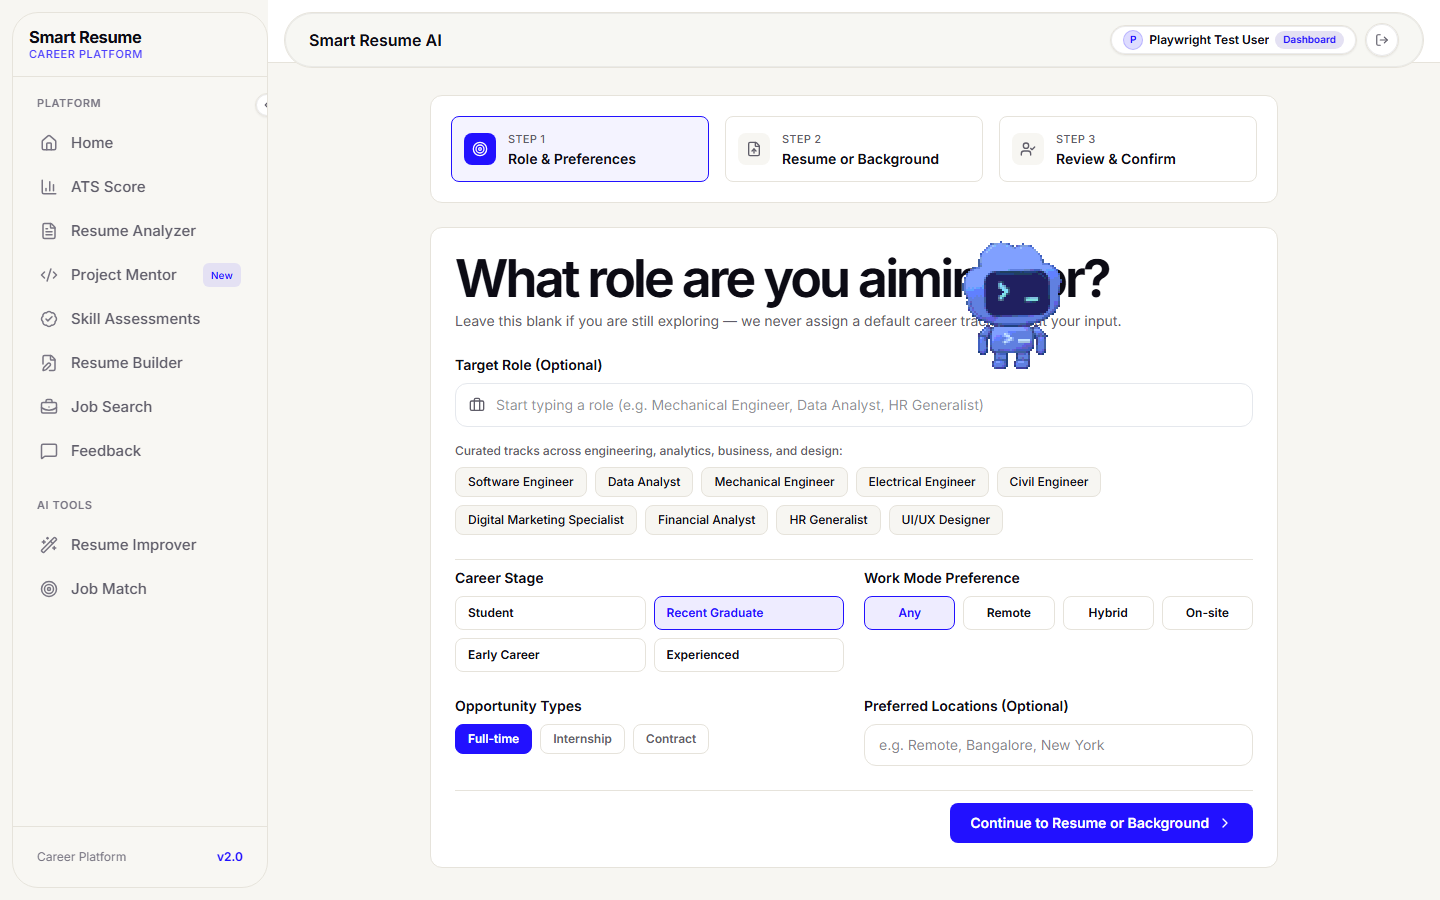 Smart Resume
CAREER PLATFORM
PLATFORM
Home
ATS Score
Resume Analyzer
Project Mentor New
Skill Assessments
Resume Builder
Job Search
Feedback
AI TOOLS
Resume Improver
Job Match
Career Platform v2.0
Smart Resume AI
P Playwright Test User Dashboard
STEP 1
Role & Preferences
STEP 2
Resume or Background
STEP 3
Review & Confirm
What role are you
Leave this blank if you are still exploring — we never assign a default career your input.
>_
>_
Target Role (Optional)
Start typing a role (e.g. Mechanical Engineer, Data Analyst, HR Generalist)
Curated tracks across engineering, analytics, business, and design:
Software Engineer Data Analyst Mechanical Engineer Electrical Engineer Civil Engineer
Digital Marketing Specialist Financial Analyst HR Generalist UI/UX Designer
Career Stage
Student Recent Graduate
Early Career Experienced
Work Mode Preference
Any Remote Hybrid On-site
Opportunity Types
Full-time Internship Contract
Preferred Locations (Optional)
e.g. Remote, Bangalore, New York
Continue to Resume or Background